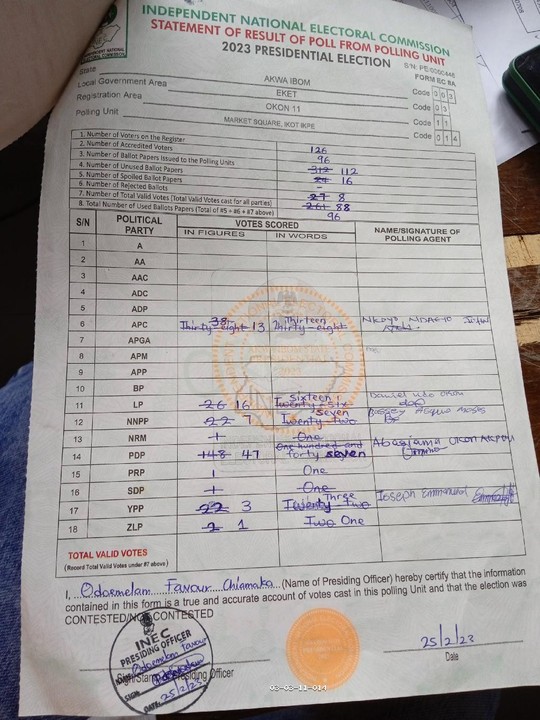 INDEPENDENT NATIONAL ELECTORAL COMMISSION
STATEMENT OF RESULT OF POLL FROM POLLING UNIT
2023 PRESIDENTIAL ELECTION
FORM EC 8A
State AKWA IBOM Code 0 0 3
Local Government Area EKET Code 0 3
Registration Area OKON 11 Code 1 1
Polling Unit MARKET SQUARE, IKOT IKPE Code 0 1 4
1. Number of Voters on the Register 126
2. Number of Accredited Voters 96
3. Number of Ballot Papers Issued to the Polling Units 312 112
4. Number of Unused Ballot Papers 24 16
5. Number of Spoiled Ballot Papers -
6. Number of Rejected Ballots 27 8
7. Number of Total Valid Votes (Total Valid Votes cast for all parties) 261 88
8. Total Number of Used Ballots Papers (Total of #5 + #6 + #7 above) 96
S/N POLITICAL PARTY VOTES SCORED NAME/SIGNATURE OF POLLING AGENT
IN FIGURES IN WORDS
1 A
2 AA
3 AAC
4 ADC
5 ADP
6 APC 38 Thirty-eight 13 Thirteen Thirty-eight
7 APGA
8 APM
9 APP
10 BP
11 LP 26 16 sixteen Twenty-six Daniel Udo Okon
12 NNPP 22 7 seven Twenty-two
13 NRM 1 One
14 PDP 148 47 One hundred and forty seven Abasiama Okon
15 PRP 1 One
16 SDP 1 One
17 YPP 22 3 Three Twenty-two Joseph Emmanuel
18 ZLP 2 1 Two One
TOTAL VALID VOTES
(Record Total Valid Votes under #7 above)
I, Odosmelam Favour Chiamaka (Name of Presiding Officer) hereby certify that the information
contained in this form is a true and accurate account of votes cast in this polling Unit and that the election was
CONTESTED/NOT CONTESTED
INEC
PRESIDING OFFICER
Odosmelam Favour
SIGN
DATE 25/2/23
Sign/Stamp of Presiding Officer
03-03-11-014
25/2/23
Date